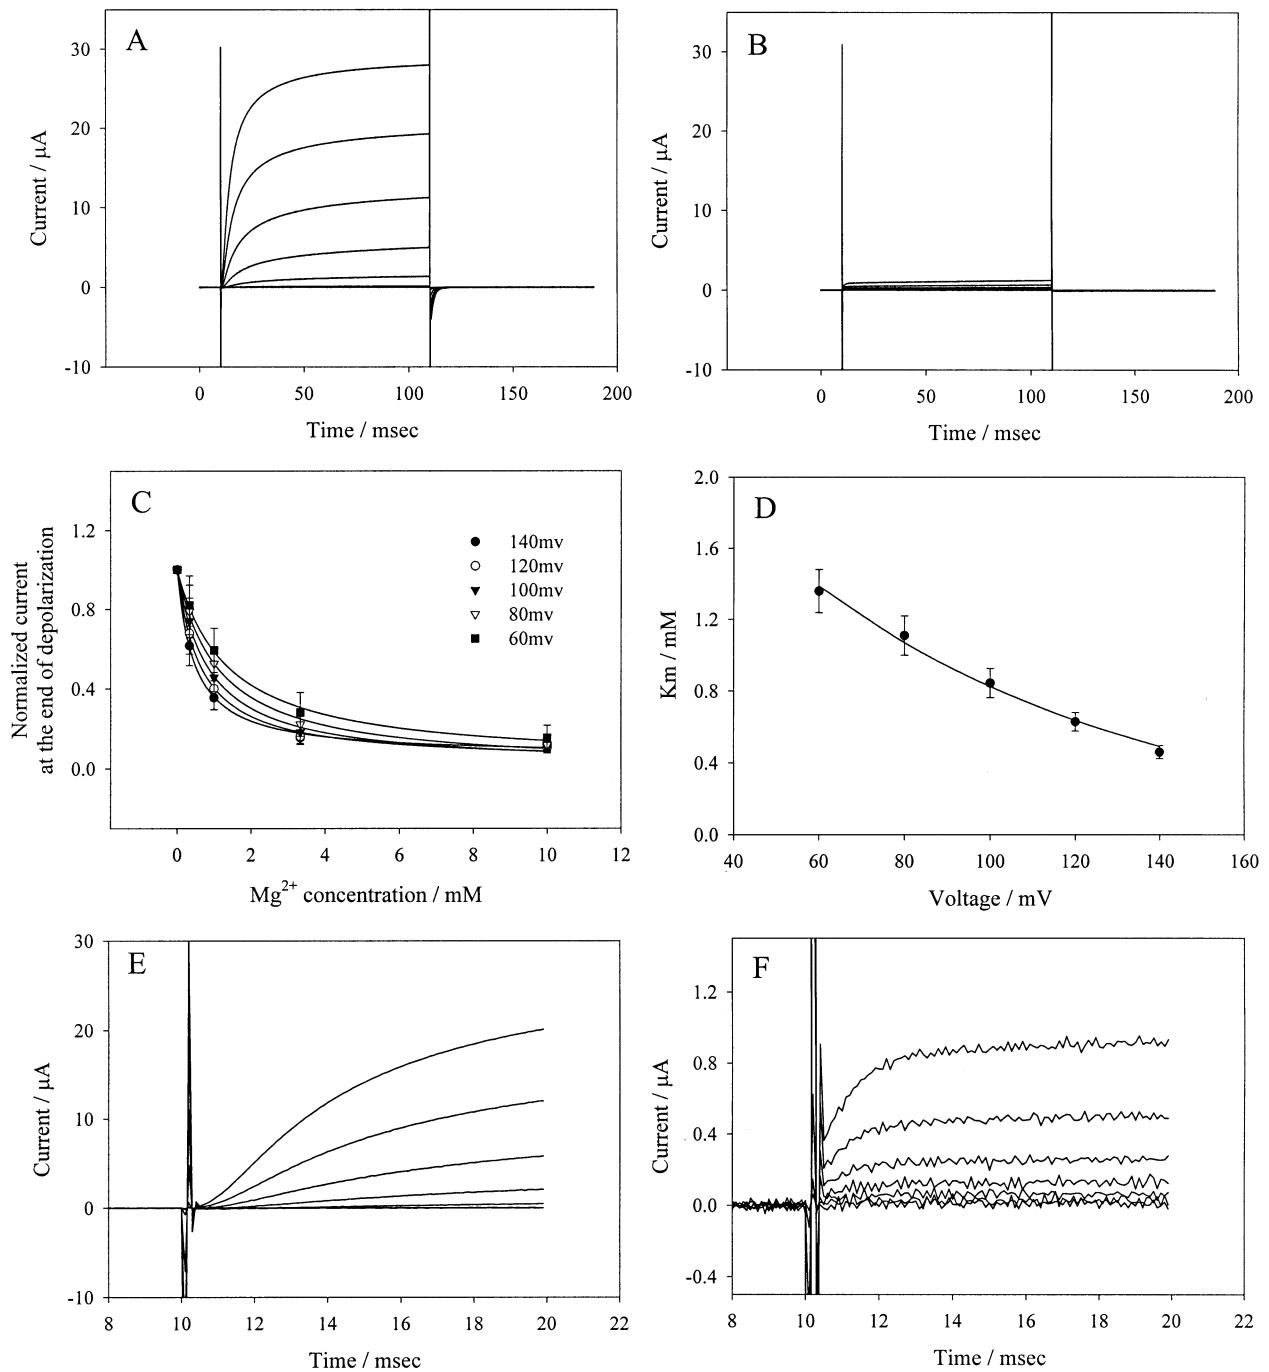 A
30
20
10
0
-10
Current / μA
0 50 100 150 200
Time / msec
B
30
20
10
0
-10
Current / μA
0 50 100 150 200
Time / msec
C
1.2
0.8
0.4
0.0
Normalized current
at the end of depolarization
140mv
120mv
100mv
80mv
60mv
0 2 4 6 8 10 12
Mg2+ concentration / mM
D
2.0
1.6
1.2
0.8
0.4
0.0
Km / mM
40 60 80 100 120 140 160
Voltage / mV
E
30
20
10
0
-10
Current / μA
8 10 12 14 16 18 20 22
Time / msec
F
1.2
0.8
0.4
0.0
-0.4
Current / μA
8 10 12 14 16 18 20 22
Time / msec